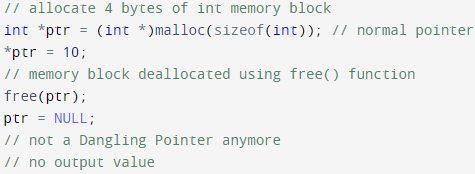 // allocate 4 bytes of int memory block
int *ptr = (int *)malloc(sizeof(int)); // normal pointer
*ptr = 10;
// memory block deallocated using free() function
free(ptr);
ptr = NULL;
// not a Dangling Pointer anymore
// no output value